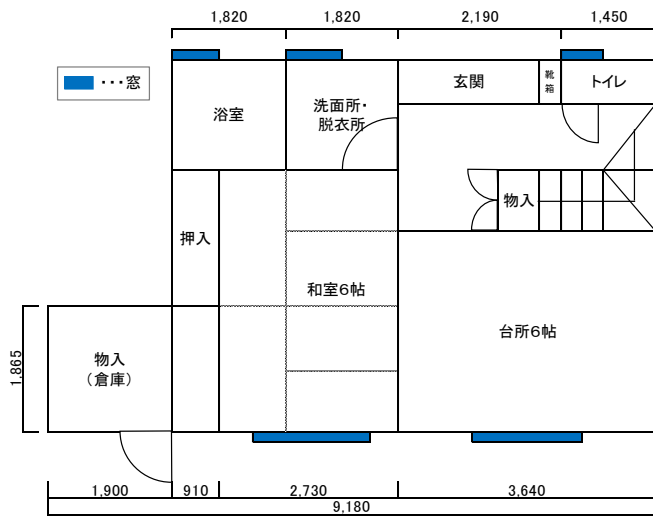 1,820
1,820
2,190
1,450
・・・窓
玄関
靴
箱
トイレ
浴室
洗面所・
脱衣所
物入
押入
和室6帖
台所6帖
物入
（倉庫）
1,865
1,900
910
2,730
3,640
9,180